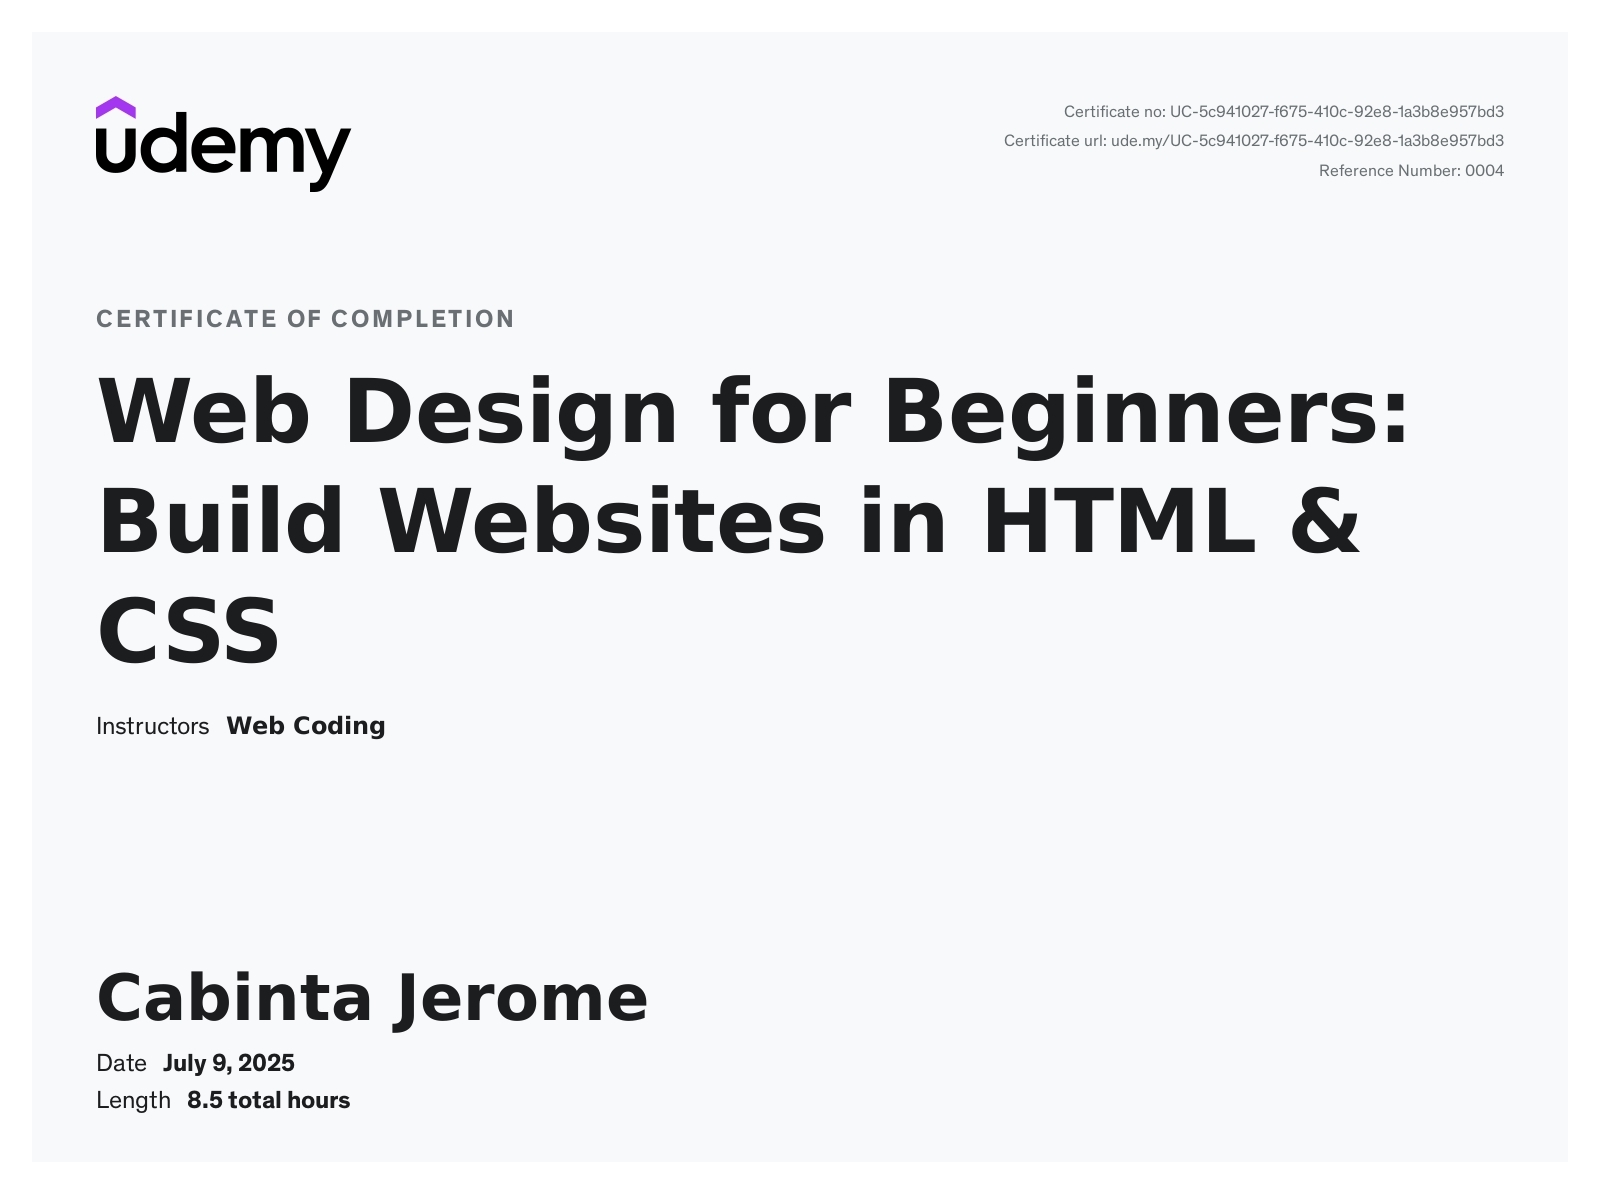 udemy
Certificate no: UC-5c941027-f675-410c-92e8-1a3b8e957bd3
Certificate url: ude.my/UC-5c941027-f675-410c-92e8-1a3b8e957bd3
Reference Number: 0004
CERTIFICATE OF COMPLETION
Web Design for Beginners:
Build Websites in HTML &
CSS
Instructors Web Coding
Cabinta Jerome
Date July 9, 2025
Length 8.5 total hours